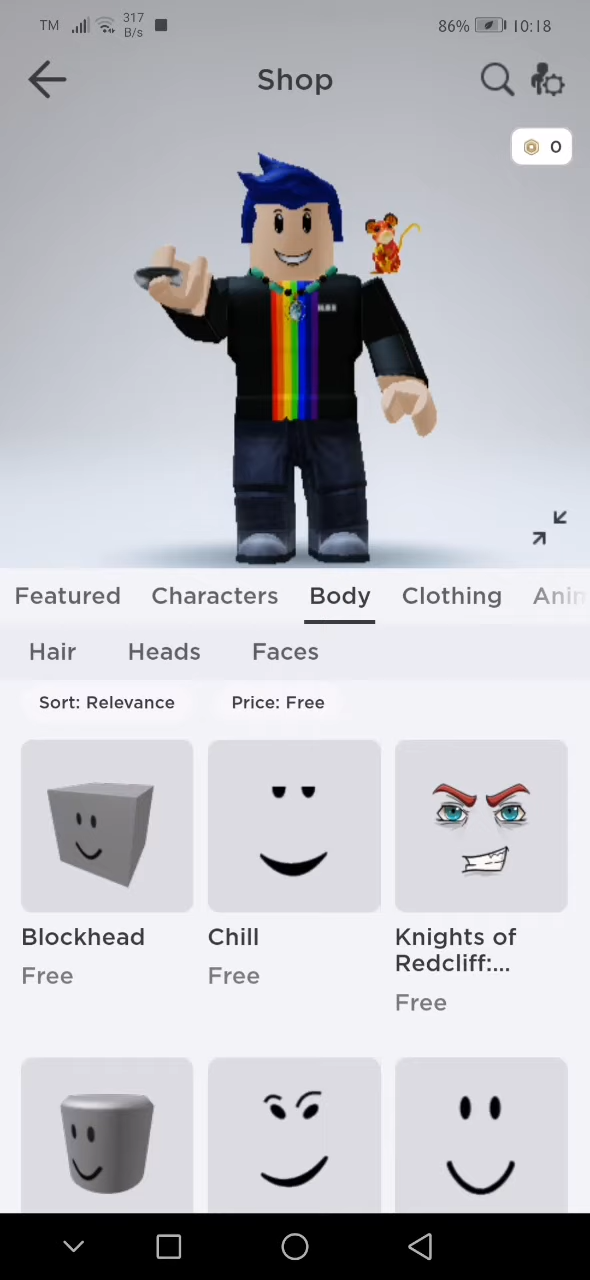 TM 317 B/s 86% 10:18
Shop
0
Featured Characters Body Clothing Anim
Hair Heads Faces
Sort: Relevance Price: Free
Blockhead Chill Knights of
Redcliff:...
Free Free Free